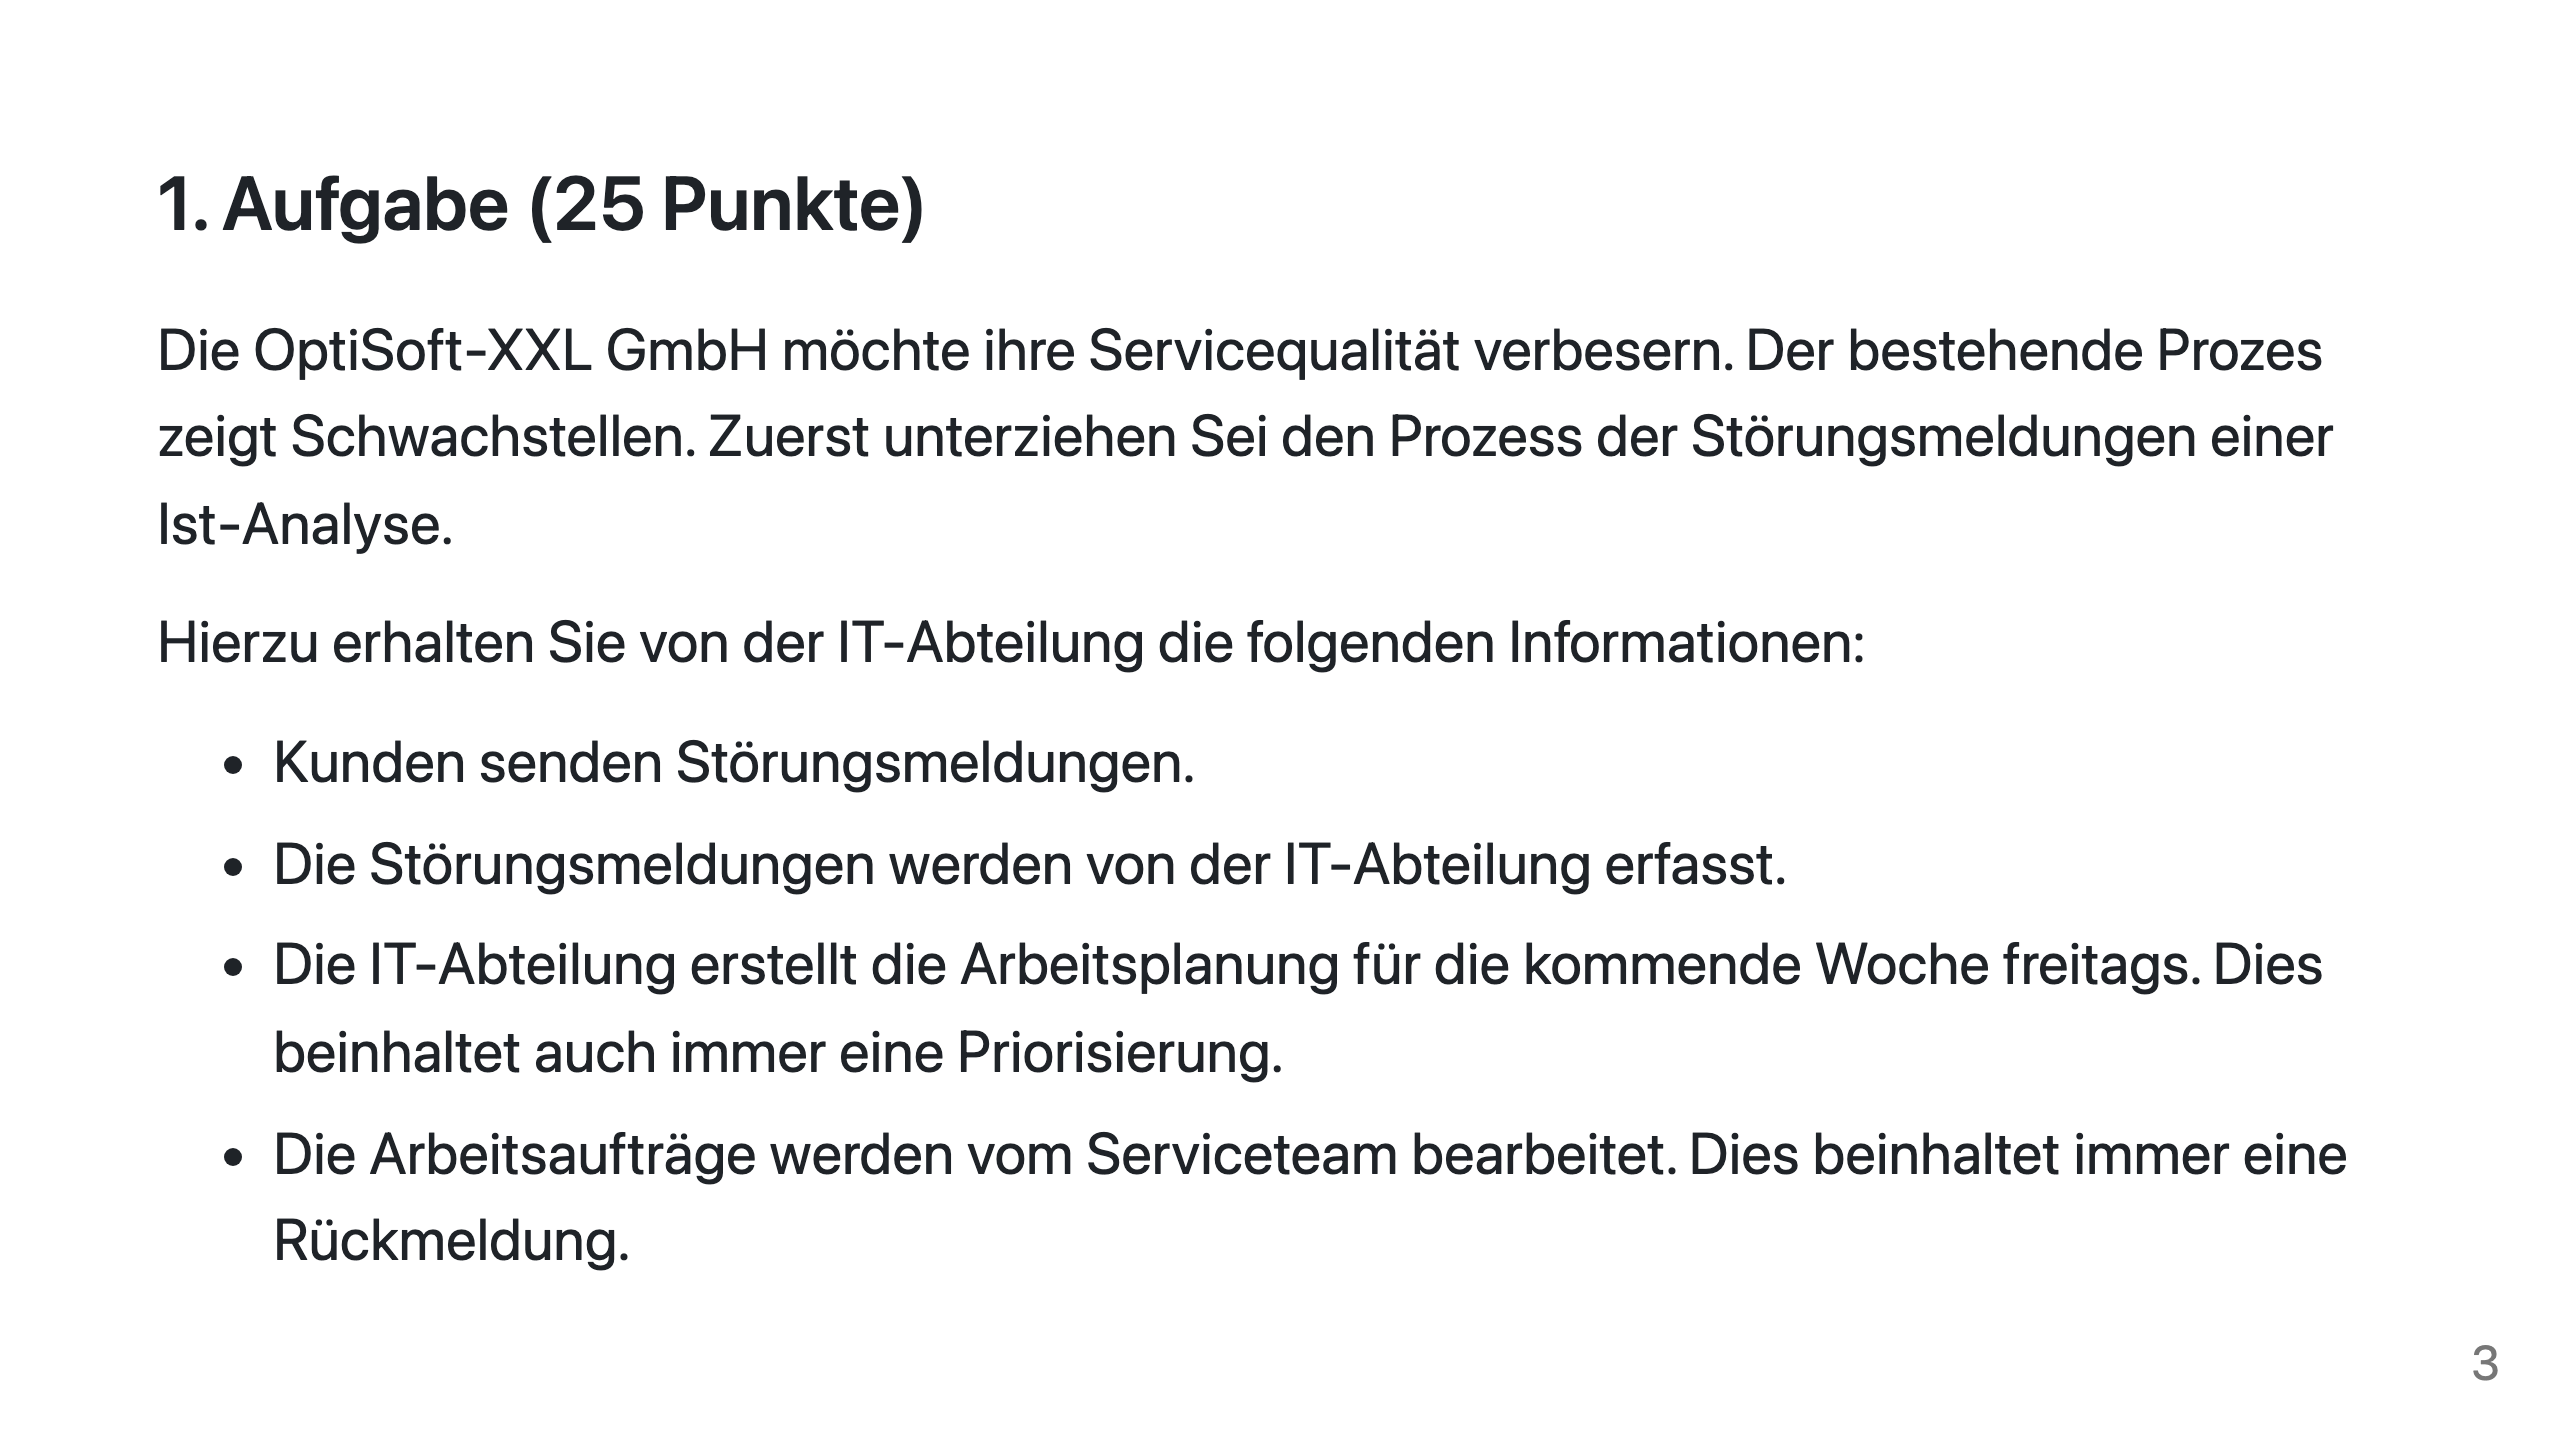 1. Aufgabe (25 Punkte)
Die OptiSoft-XXL GmbH möchte ihre Servicequalität verbesern. Der bestehende Prozes
zeigt Schwachstellen. Zuerst unterziehen Sei den Prozess der Störungsmeldungen einer
Ist-Analyse.
Hierzu erhalten Sie von der IT-Abteilung die folgenden Informationen:
• Kunden senden Störungsmeldungen.
• Die Störungsmeldungen werden von der IT-Abteilung erfasst.
• Die IT-Abteilung erstellt die Arbeitsplanung für die kommende Woche freitags. Dies
beinhaltet auch immer eine Priorisierung.
• Die Arbeitsaufträge werden vom Serviceteam bearbeitet. Dies beinhaltet immer eine
Rückmeldung.
3